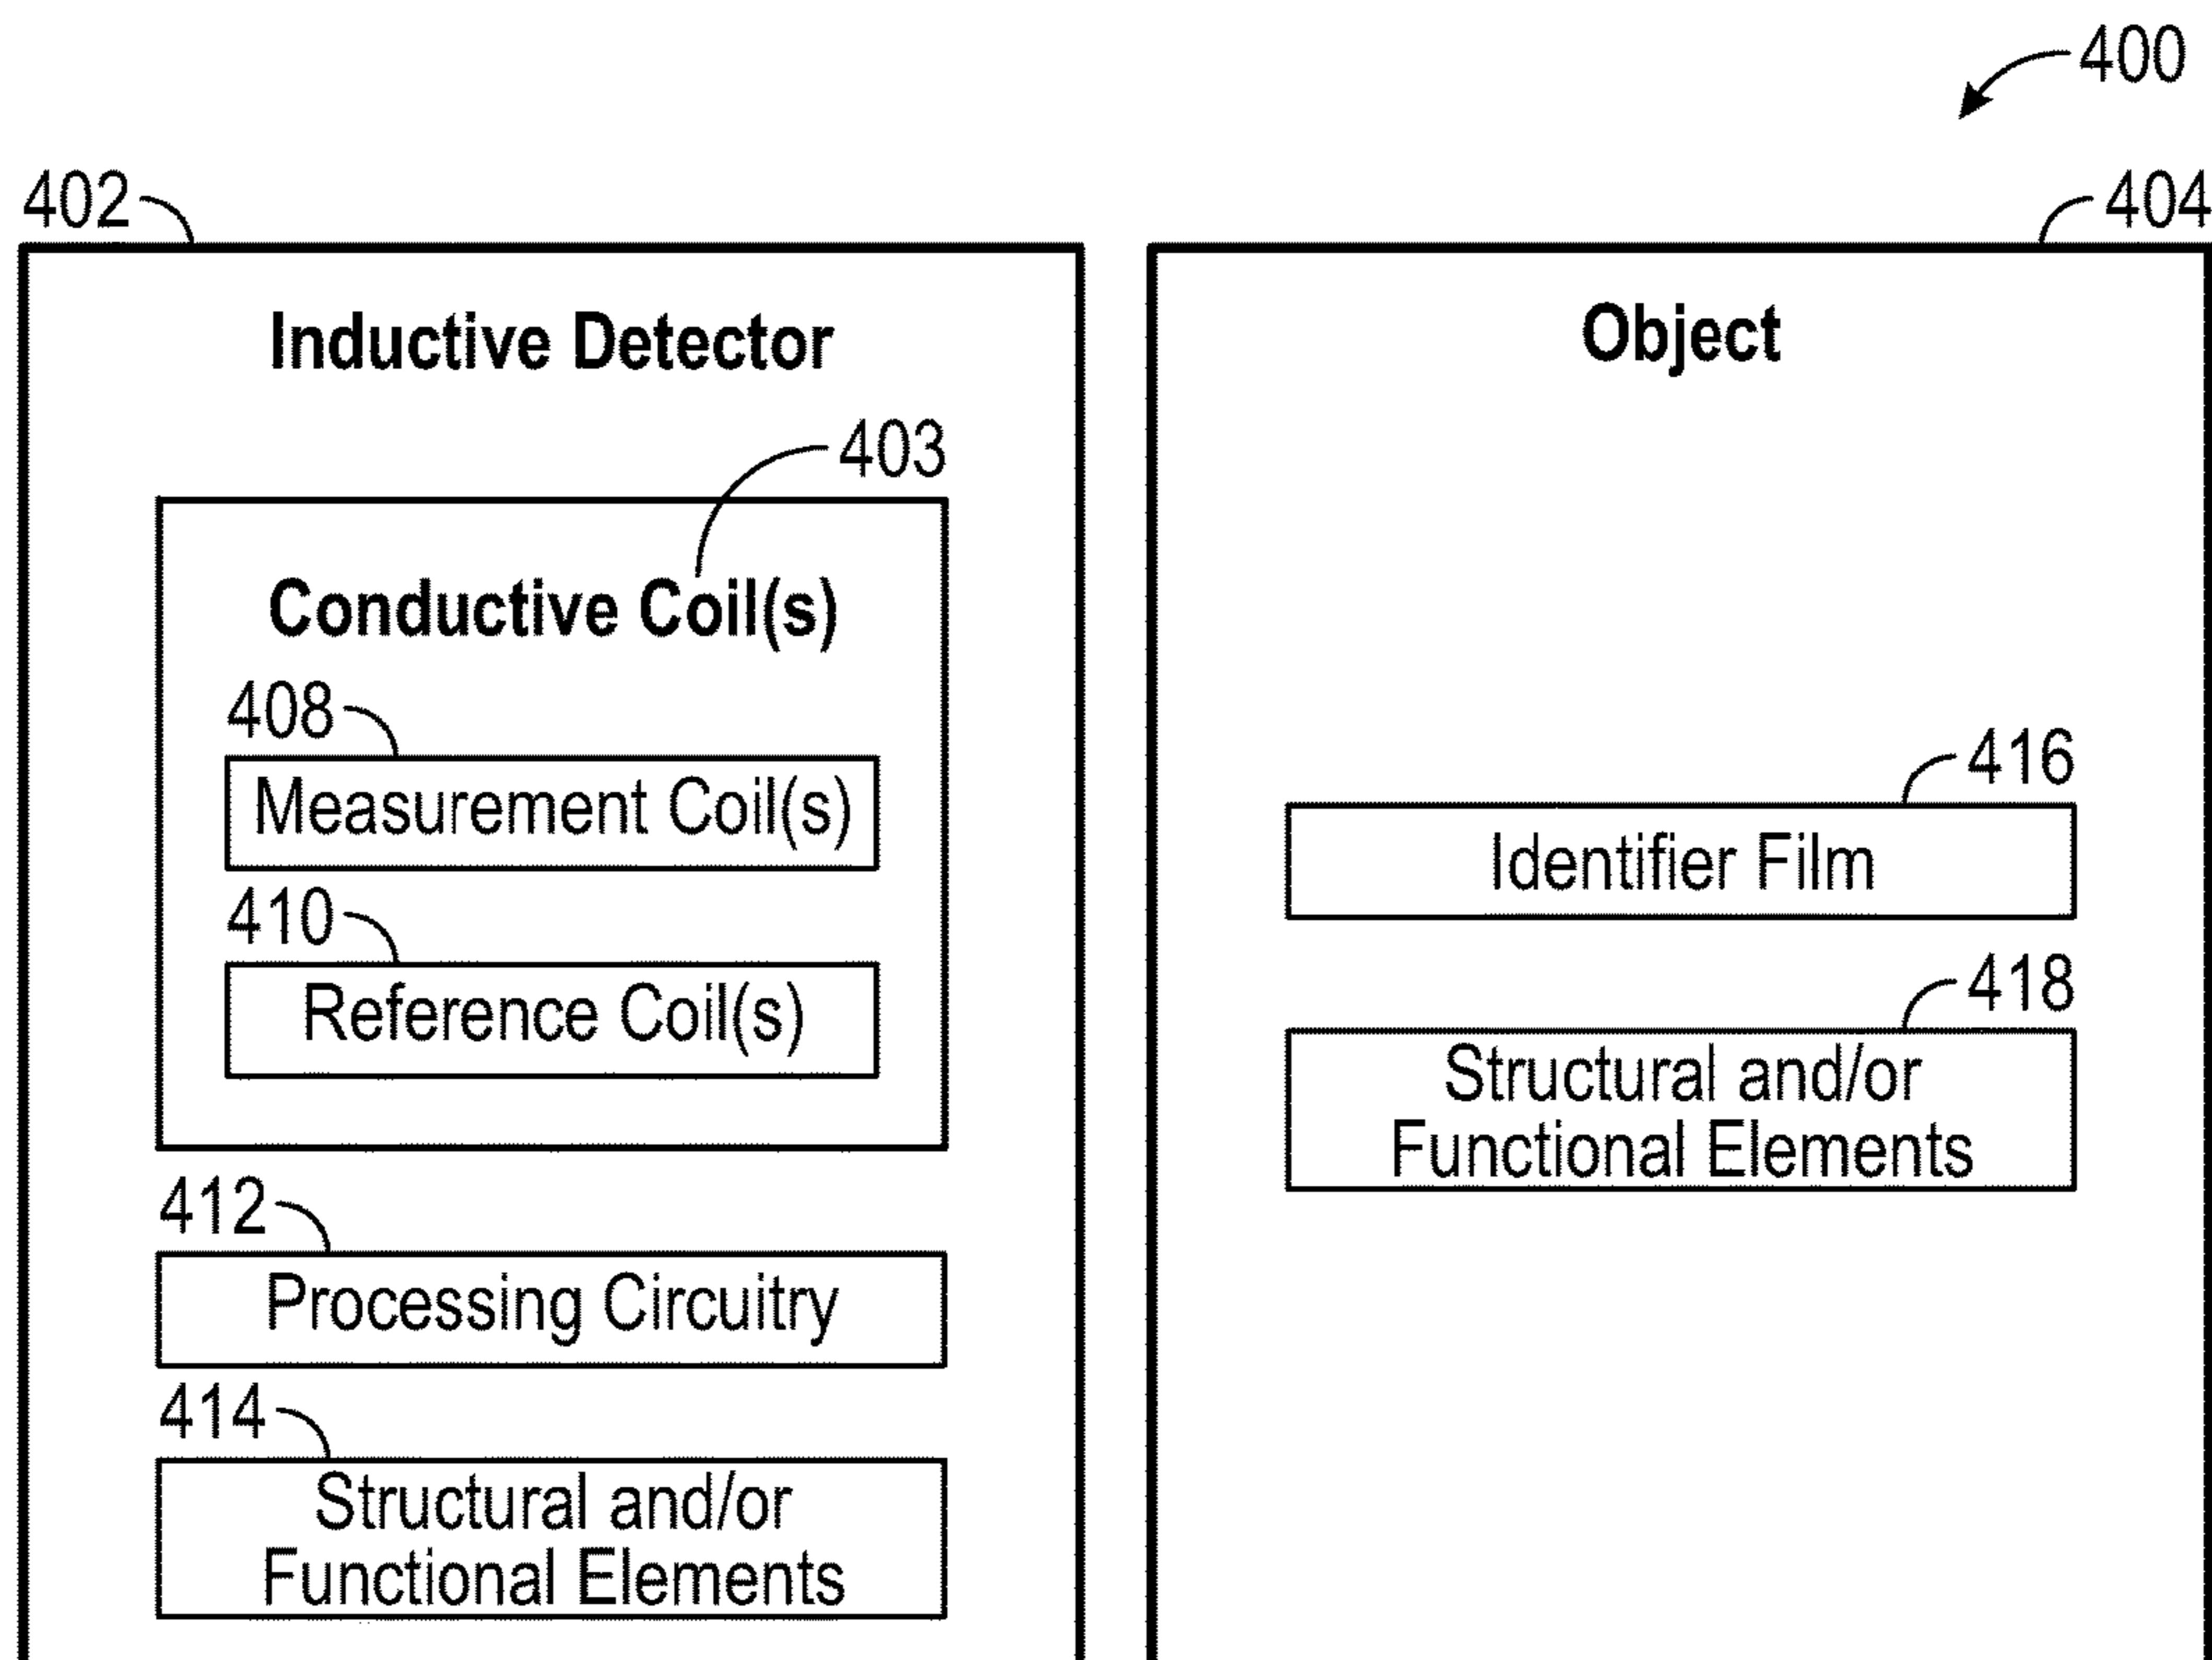 400
402
404
Inductive Detector
403
Conductive Coil(s)
408
Measurement Coil(s)
410
Reference Coil(s)
412
Processing Circuitry
414
Structural and/or
Functional Elements
Object
416
Identifier Film
418
Structural and/or
Functional Elements